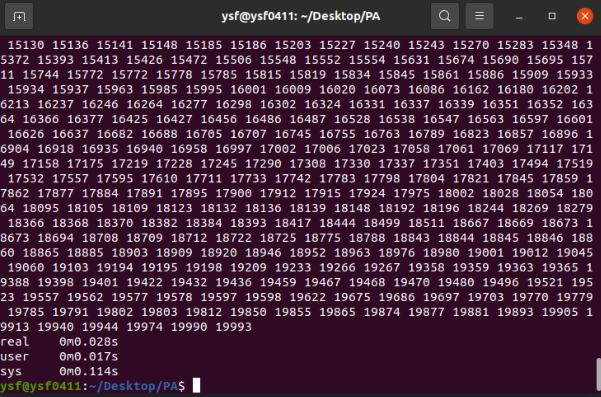 ysf@ysf0411: ~/Desktop/PA
15130 15136 15141 15148 15185 15186 15203 15227 15240 15243 15270 15283 15348 1
5372 15393 15413 15426 15472 15506 15548 15552 15554 15631 15674 15690 15695 157
11 15744 15772 15772 15778 15785 15815 15819 15834 15845 15861 15886 15909 15933
15934 15937 15963 15985 15995 16001 16009 16020 16073 16086 16162 16180 16202 1
6213 16237 16246 16264 16277 16298 16302 16324 16331 16337 16339 16351 16352 163
64 16366 16377 16425 16427 16456 16486 16487 16528 16538 16547 16563 16597 16601
16626 16637 16682 16688 16705 16707 16745 16755 16763 16789 16823 16857 16896 1
6904 16918 16935 16940 16958 16997 17002 17006 17023 17058 17061 17069 17117 171
49 17158 17175 17219 17228 17245 17290 17308 17330 17337 17351 17403 17494 17519
17532 17557 17595 17610 17711 17733 17742 17783 17798 17804 17821 17845 17859 1
7862 17877 17884 17891 17895 17900 17912 17915 17924 17975 18002 18028 18054 180
64 18095 18105 18109 18123 18132 18136 18139 18148 18192 18196 18244 18269 18279
18366 18368 18370 18382 18384 18393 18417 18444 18499 18511 18667 18669 18673 1
8673 18694 18708 18709 18712 18722 18725 18775 18788 18843 18844 18845 18846 188
60 18865 18885 18903 18909 18920 18946 18952 18963 18976 18980 19001 19012 19045
19060 19103 19194 19195 19198 19209 19233 19266 19267 19358 19359 19363 19365 1
9388 19398 19401 19422 19432 19436 19459 19467 19468 19470 19480 19496 19521 195
23 19557 19562 19577 19578 19597 19598 19622 19675 19686 19697 19703 19770 19779
19785 19791 19802 19803 19812 19850 19855 19865 19874 19877 19881 19893 19905 1
9913 19940 19944 19974 19990 19993
real 0m0.028s
user 0m0.017s
sys 0m0.114s
ysf@ysf0411:~/Desktop/PA$